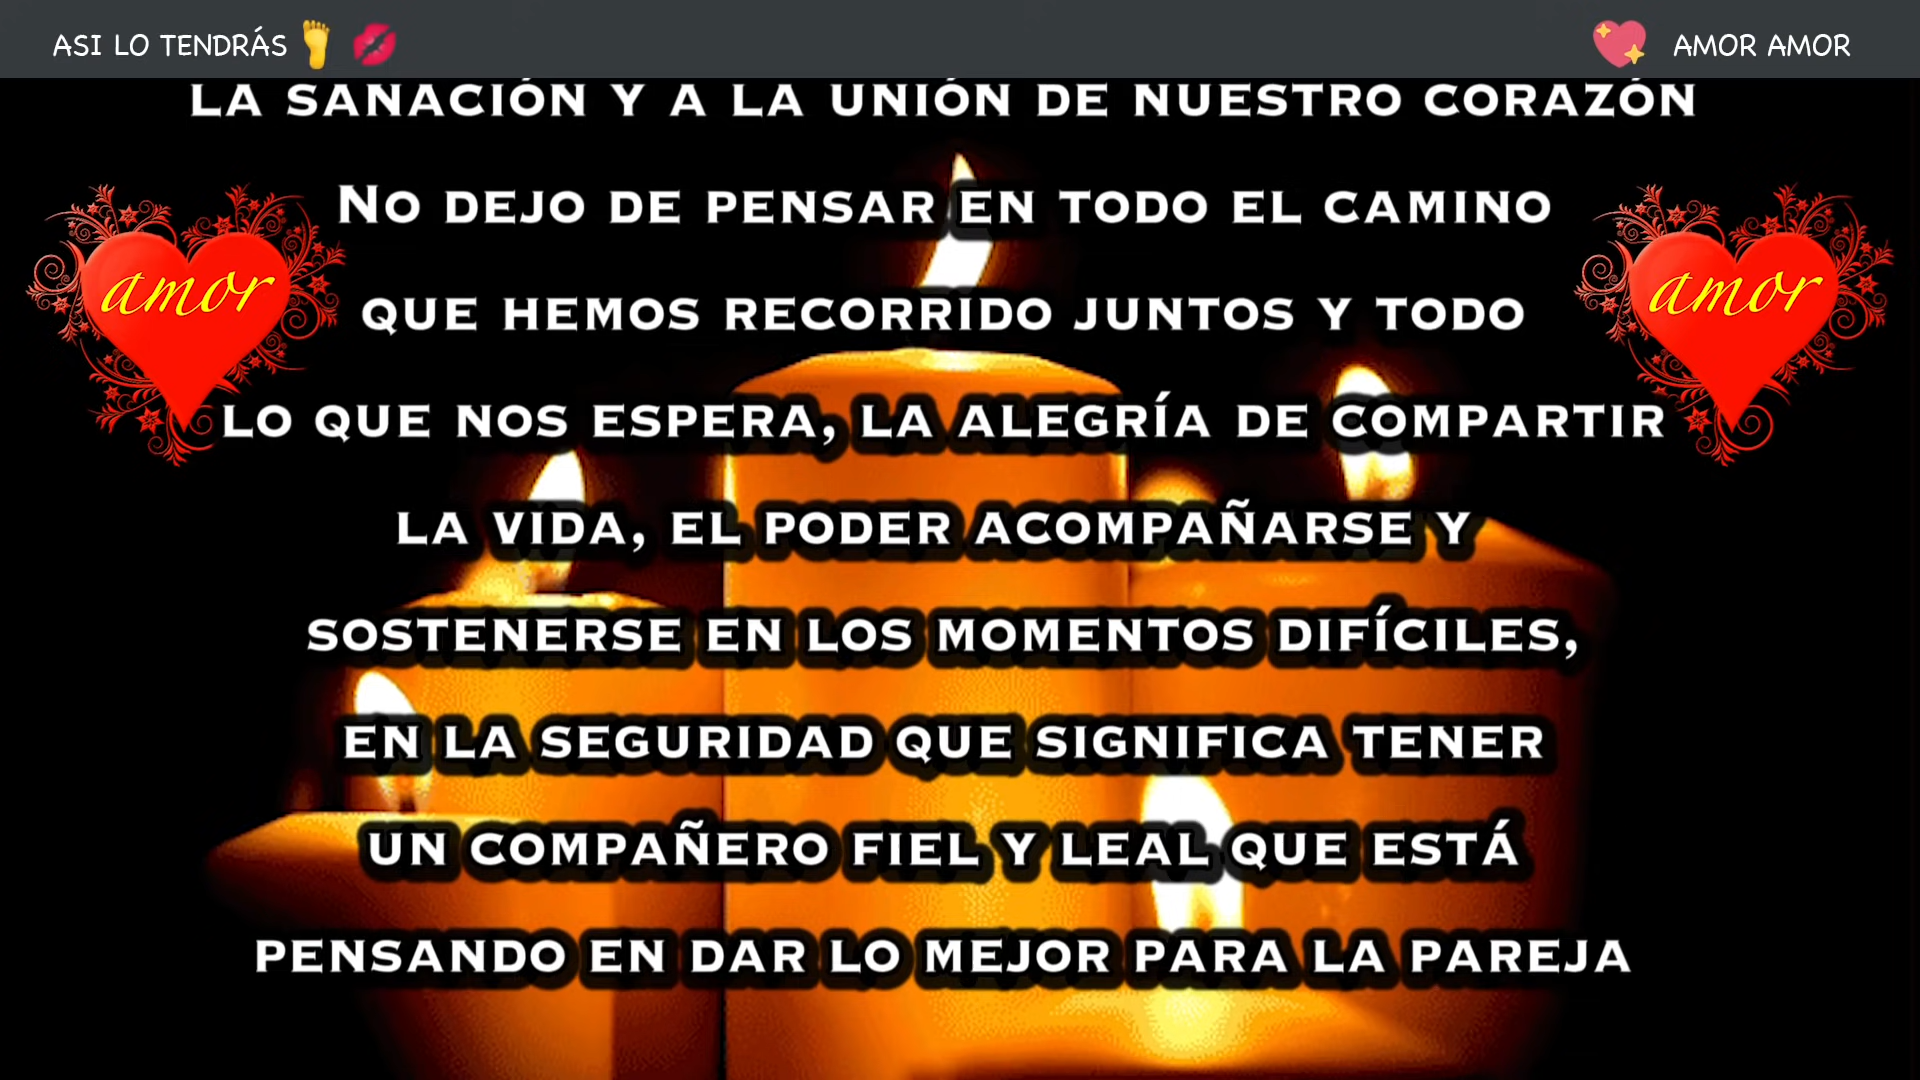 ASI LO TENDRÁS
AMOR AMOR
LA SANACIÓN Y A LA UNIÓN DE NUESTRO CORAZÓN
NO DEJO DE PENSAR EN TODO EL CAMINO
amor
amor
QUE HEMOS RECORRIDO JUNTOS Y TODO
LO QUE NOS ESPERA, LA ALEGRÍA DE COMPARTIR
LA VIDA, EL PODER ACOMPAÑARSE Y
SOSTENERSE EN LOS MOMENTOS DIFÍCILES,
EN LA SEGURIDAD QUE SIGNIFICA TENER
UN COMPAÑERO FIEL Y LEAL QUE ESTÁ
PENSANDO EN DAR LO MEJOR PARA LA PAREJA